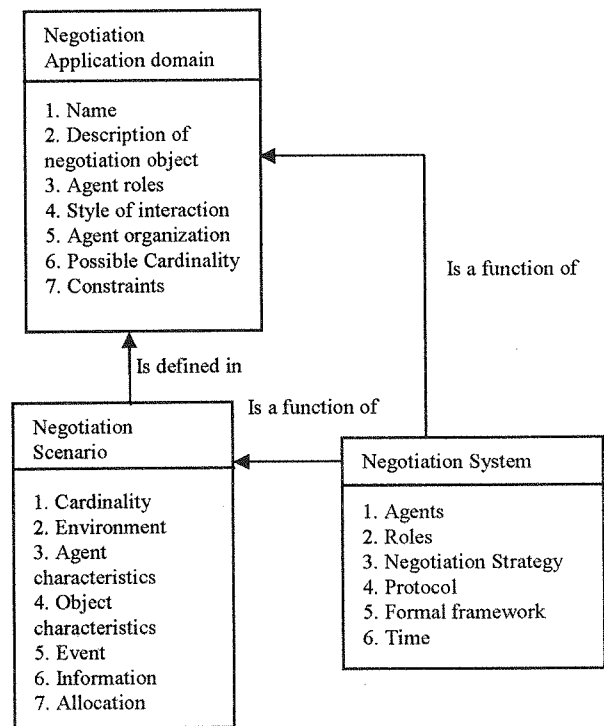 Negotiation
Application domain
1. Name
2. Description of
negotiation object
3. Agent roles
4. Style of interaction
5. Agent organization
6. Possible Cardinality
7. Constraints
Is a function of
Is defined in
Is a function of
Negotiation
Scenario
1. Cardinality
2. Environment
3. Agent
characteristics
4. Object
characteristics
5. Event
6. Information
7. Allocation
Negotiation System
1. Agents
2. Roles
3. Negotiation Strategy
4. Protocol
5. Formal framework
6. Time